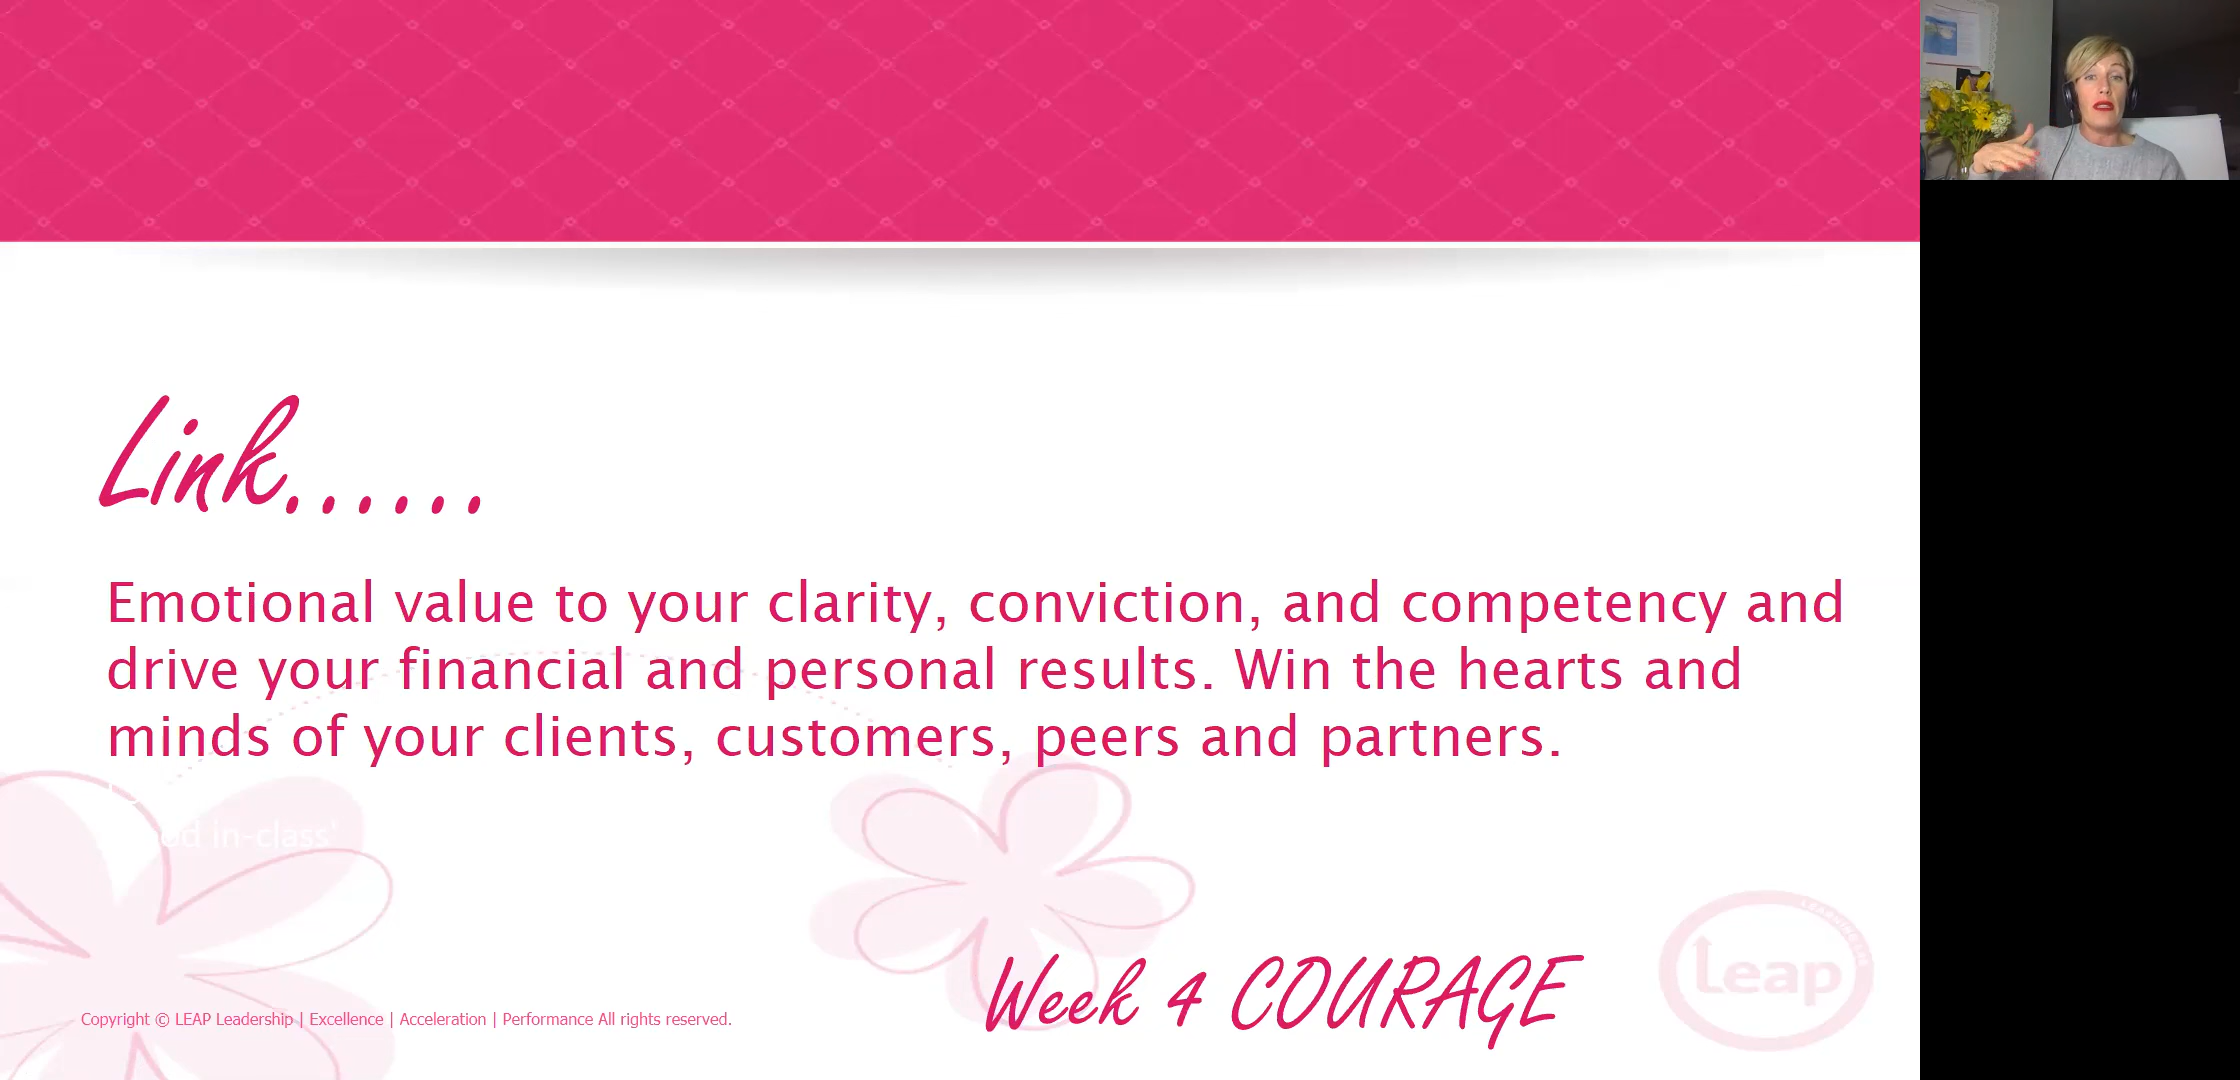 Link......
Emotional value to your clarity, conviction, and competency and
drive your financial and personal results. Win the hearts and
minds of your clients, customers, peers and partners.
in-class'
Week 4 COURAGE
Leap
Copyright © LEAP Leadership | Excellence | Acceleration | Performance All rights reserved.